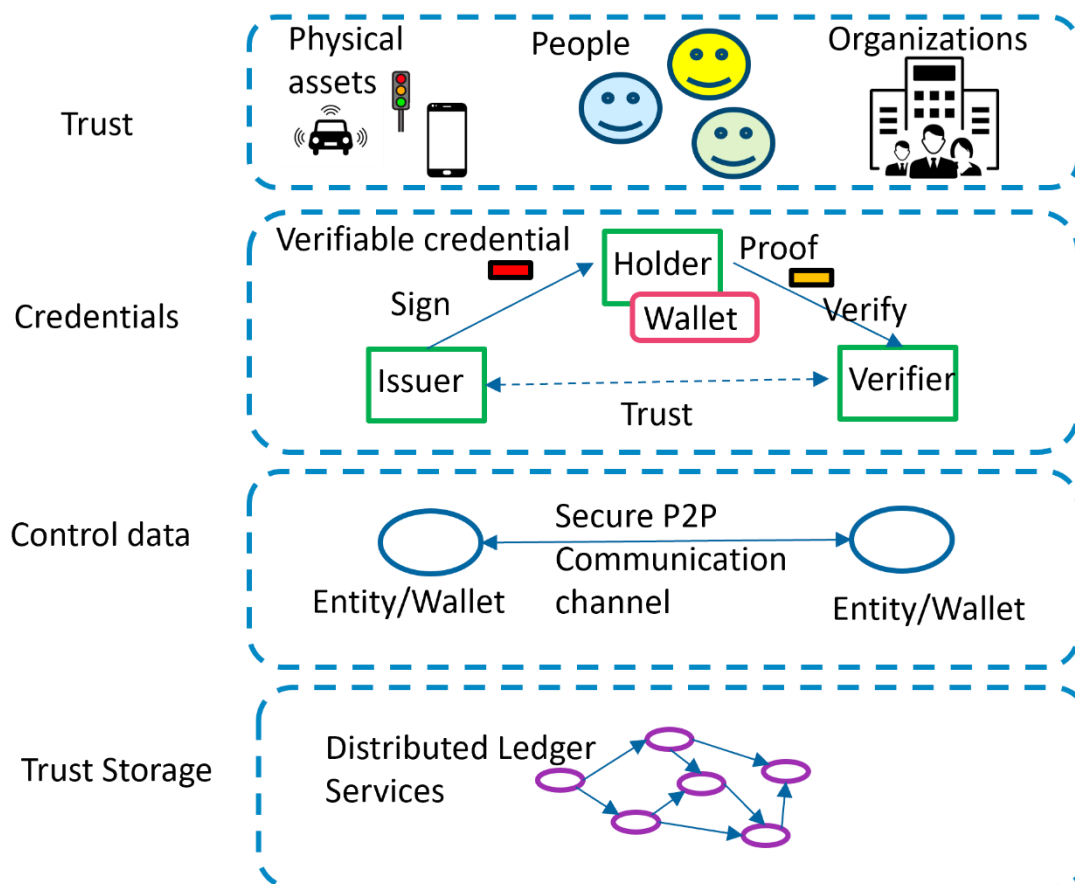 Trust
Physical
assets
People
Organizations
Credentials
Verifiable credential
Sign
Holder
Wallet
Proof
Verify
Issuer
Verifier
Trust
Control data
Secure P2P
Communication
channel
Entity/Wallet
Entity/Wallet
Trust Storage
Distributed Ledger
Services